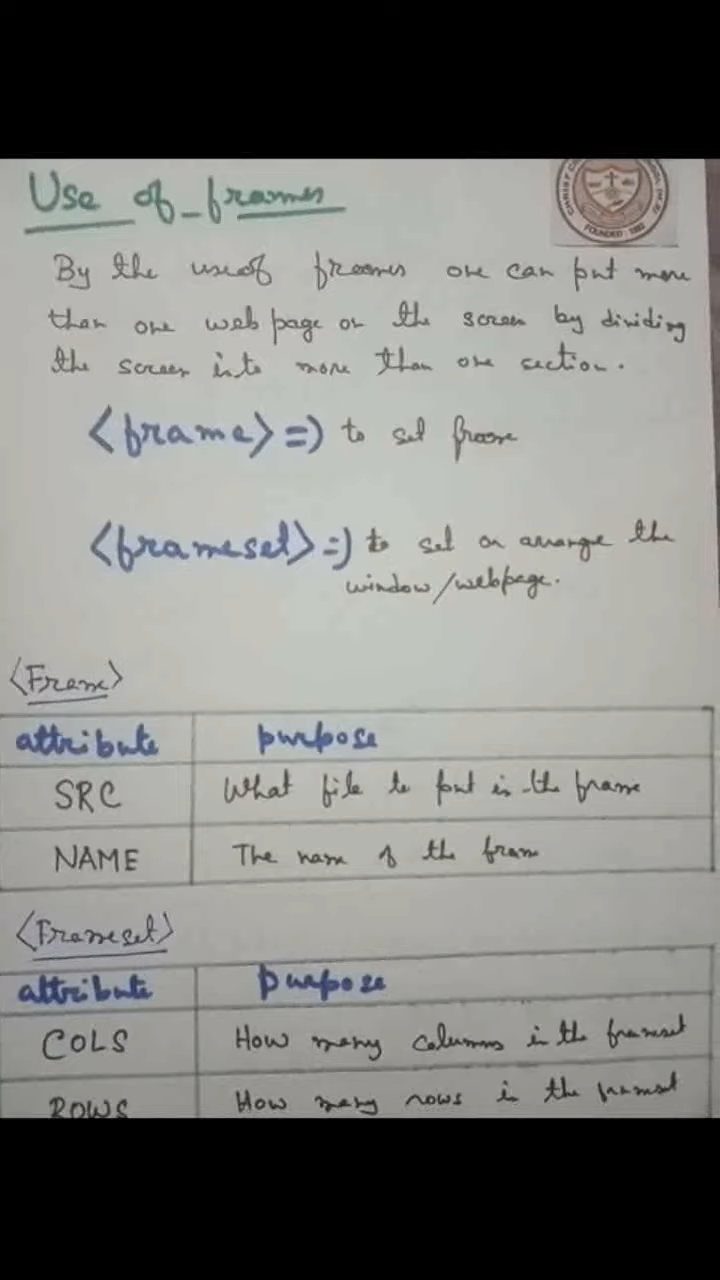 Use of frames
By the use of frames one can put more
than one web page on the screen by dividing
the screen into more than one section.
<frame> => to set frame
<frameset> => to set or arrange the
window/webpage.
<Frame>
attribute purpose
SRC What file to put in the frame
NAME The name of the frame
<Frameset>
attribute purpose
COLS How many columns in the frameset
ROWS How many rows in the frameset
FOUNDED : 1982